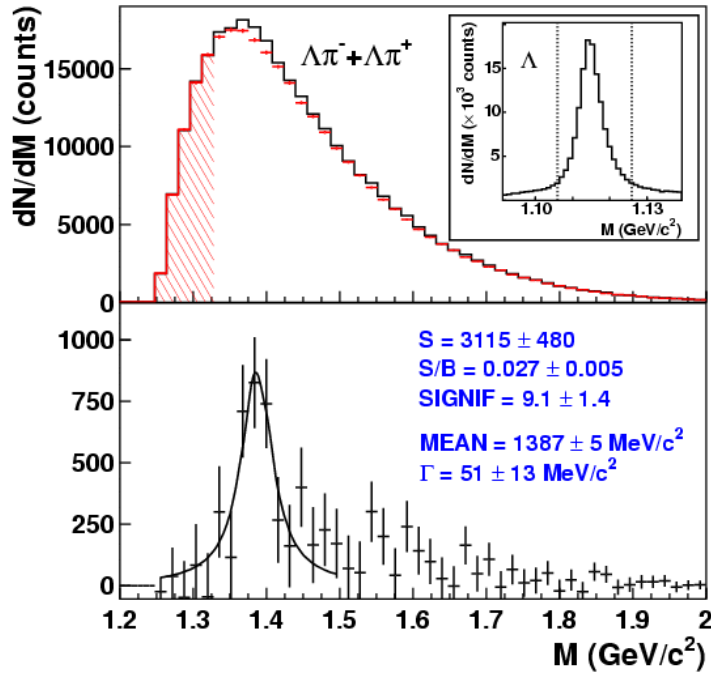 dN/dM (counts)
15000
10000
5000
0
Λπ⁻+Λπ⁺
dN/dM (× 10³ counts)
15
10
5
Λ
1.10
1.13
M (GeV/c²)
1000
750
500
250
0
S = 3115 ± 480
S/B = 0.027 ± 0.005
SIGNIF = 9.1 ± 1.4
MEAN = 1387 ± 5 MeV/c²
Γ = 51 ± 13 MeV/c²
1.2 1.3 1.4 1.5 1.6 1.7 1.8 1.9 2
M (GeV/c²)